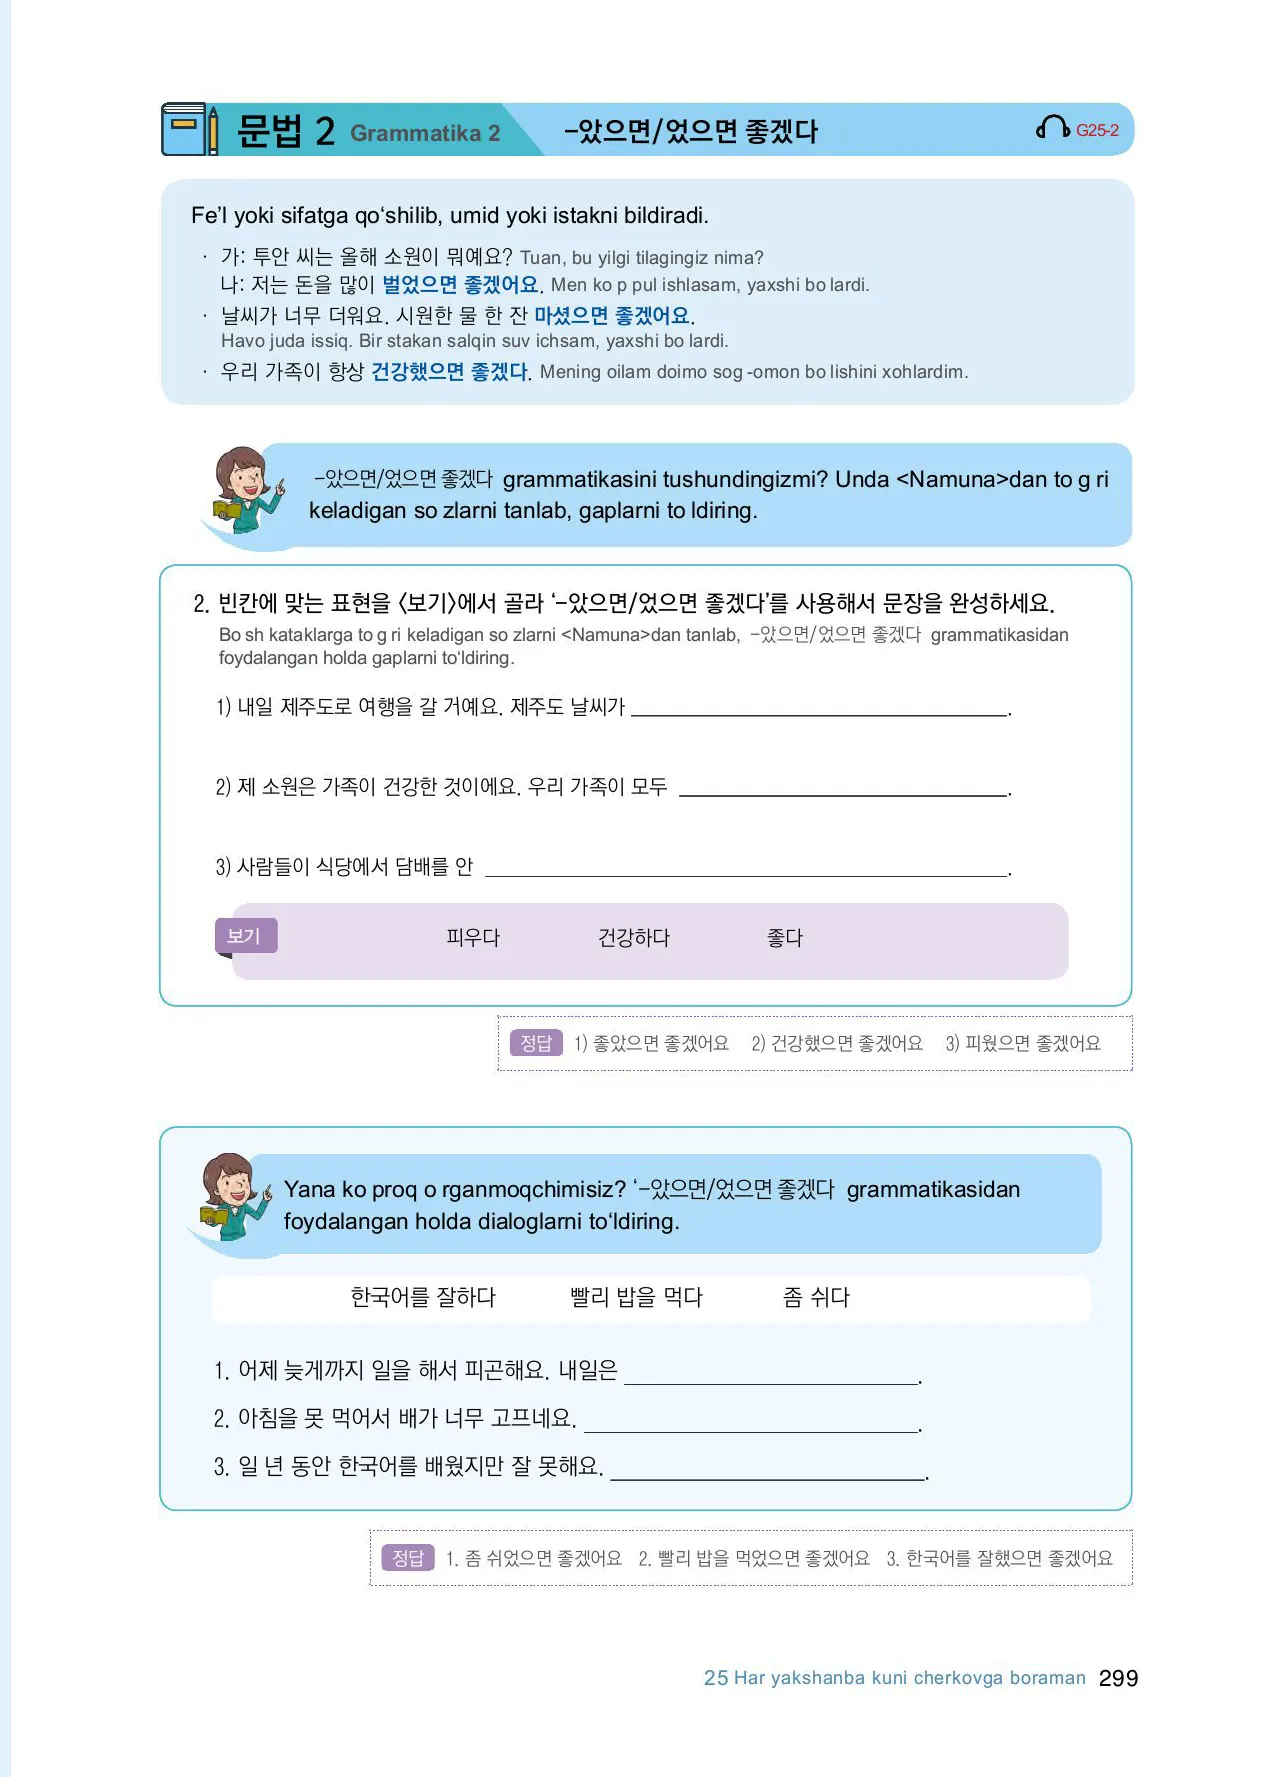 문법 2 Grammatika 2 -았으면/었으면 좋겠다 G25-2
Fe’l yoki sifatga qo‘shilib, umid yoki istakni bildiradi.
· 가: 투안 씨는 올해 소원이 뭐예요? Tuan, bu yilgi tilagingiz nima?
나: 저는 돈을 많이 벌었으면 좋겠어요. Men ko p pul ishlasam, yaxshi bo lardi.
· 날씨가 너무 더워요. 시원한 물 한 잔 마셨으면 좋겠어요.
Havo juda issiq. Bir stakan salqin suv ichsam, yaxshi bo lardi.
· 우리 가족이 항상 건강했으면 좋겠다. Mening oilam doimo sog -omon bo lishini xohlardim.
-았으면/었으면 좋겠다 grammatikasini tushundingizmi? Unda <Namuna>dan to g ri
keladigan so zlarni tanlab, gaplarni to ldiring.
2. 빈칸에 맞는 표현을 <보기>에서 골라 ‘-았으면/었으면 좋겠다’를 사용해서 문장을 완성하세요.
Bo sh kataklarga to g ri keladigan so zlarni <Namuna>dan tanlab, -았으면/었으면 좋겠다 grammatikasidan
foydalangan holda gaplarni to‘ldiring.
1) 내일 제주도로 여행을 갈 거예요. 제주도 날씨가 ______.
2) 제 소원은 가족이 건강한 것이에요. 우리 가족이 모두 ______.
3) 사람들이 식당에서 담배를 안 ______.
보기 피우다 건강하다 좋다
정답 1) 좋았으면 좋겠어요 2) 건강했으면 좋겠어요 3) 피웠으면 좋겠어요
Yana ko proq o rganmoqchimisiz? ‘-았으면/었으면 좋겠다 grammatikasidan
foydalangan holda dialoglarni to‘ldiring.
한국어를 잘하다 빨리 밥을 먹다 좀 쉬다
1. 어제 늦게까지 일을 해서 피곤해요. 내일은 ______.
2. 아침을 못 먹어서 배가 너무 고프네요. ______.
3. 일 년 동안 한국어를 배웠지만 잘 못해요. ______.
정답 1. 좀 쉬었으면 좋겠어요 2. 빨리 밥을 먹었으면 좋겠어요 3. 한국어를 잘했으면 좋겠어요
25 Har yakshanba kuni cherkovga boraman 299